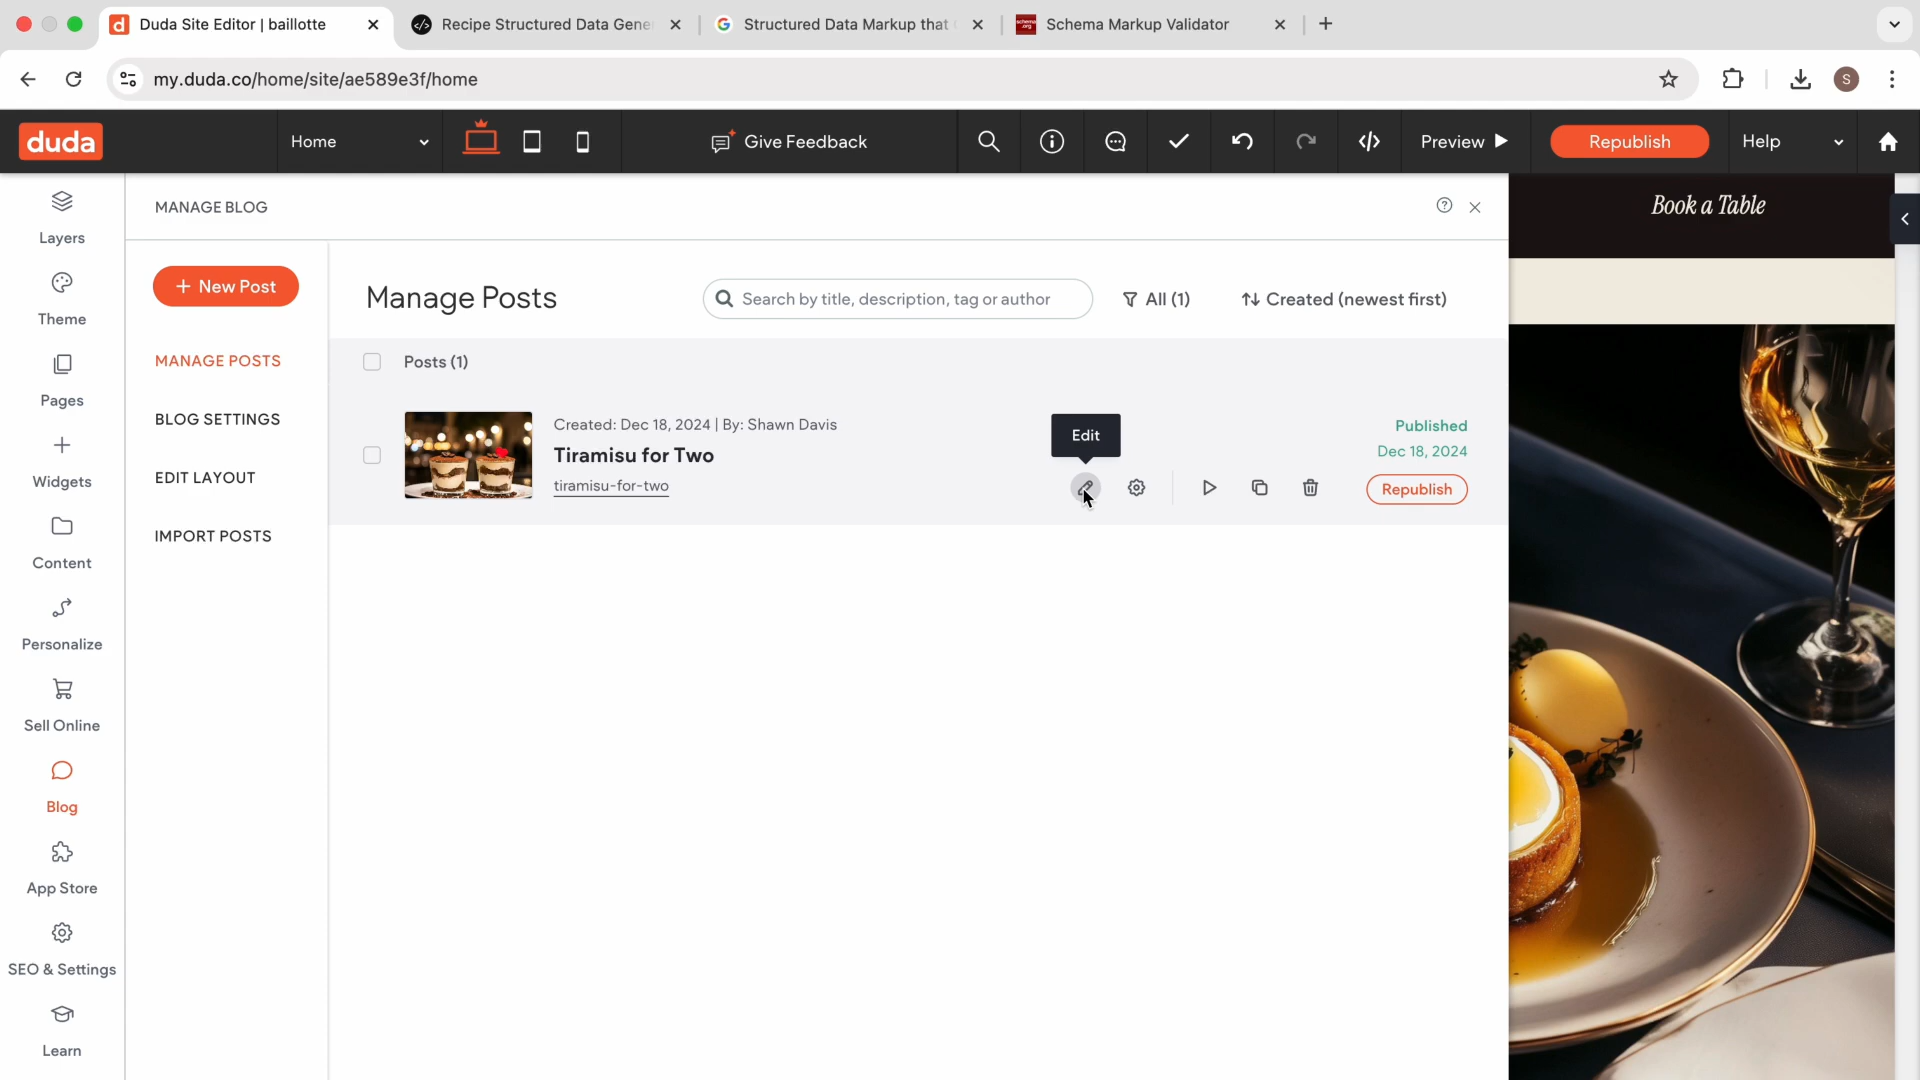 Duda Site Editor | baillotte
Recipe Structured Data Gene
Structured Data Markup that
Schema Markup Validator
my.duda.co/home/site/ae589e3f/home
S
duda
Home
Give Feedback
Preview
Republish
Help
Layers
Theme
Pages
Widgets
Content
Personalize
Sell Online
Blog
App Store
SEO & Settings
Learn
MANAGE BLOG
+ New Post
MANAGE POSTS
BLOG SETTINGS
EDIT LAYOUT
IMPORT POSTS
Manage Posts
Search by title, description, tag or author
All (1)
Created (newest first)
Posts (1)
Created: Dec 18, 2024 | By: Shawn Davis
Tiramisu for Two
tiramisu-for-two
Edit
Published
Dec 18, 2024
Republish
Book a Table